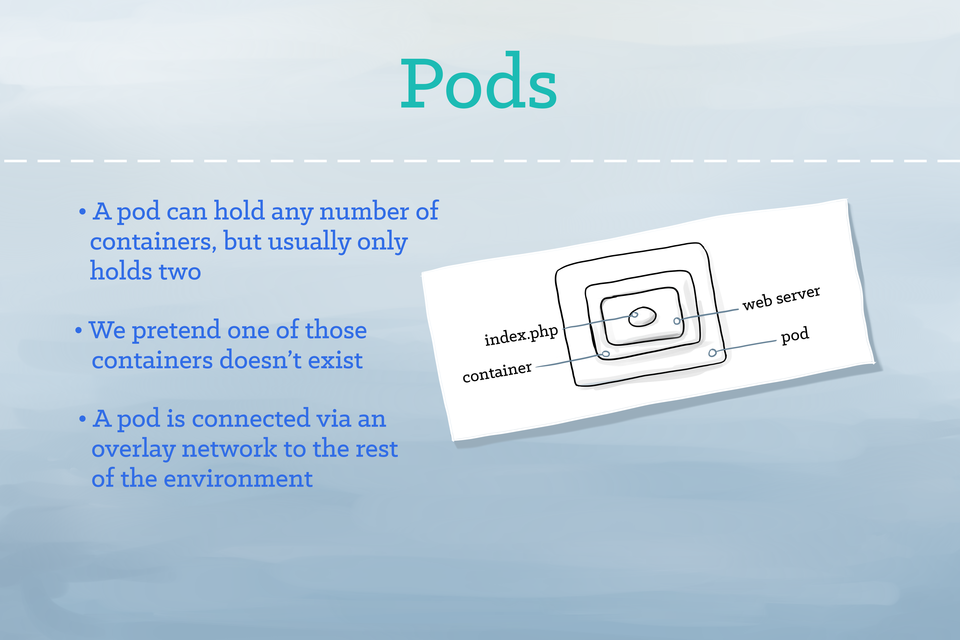 Pods
• A pod can hold any number of
containers, but usually only
holds two
• We pretend one of those
containers doesn’t exist
• A pod is connected via an
overlay network to the rest
of the environment
index.php
container
web server
pod